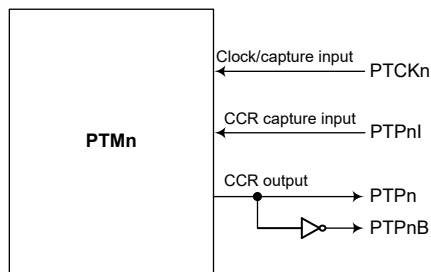 Clock/capture input
PTCKn
CCR capture input
PTPnI
PTMn
CCR output
PTPn
PTPnB